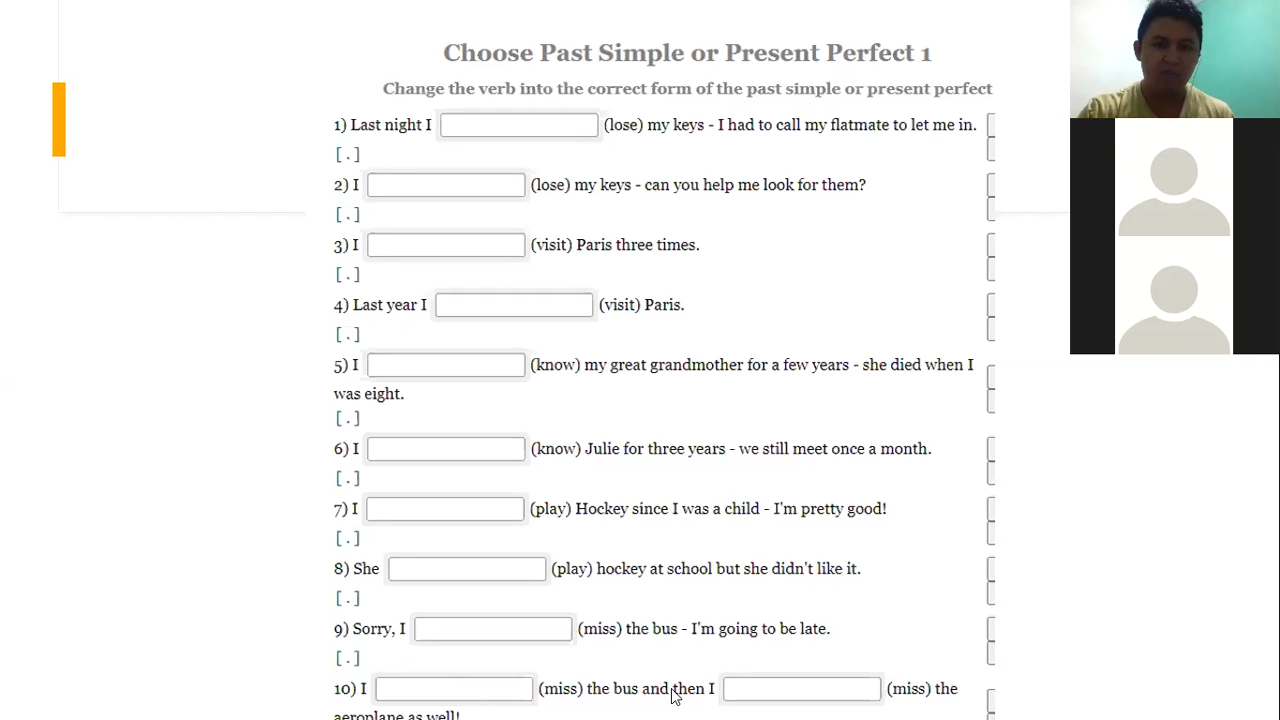 Choose Past Simple or Present Perfect 1
Change the verb into the correct form of the past simple or present perfect
1) Last night I (lose) my keys - I had to call my flatmate to let me in.
[ . ]
2) I (lose) my keys - can you help me look for them?
[ . ]
3) I (visit) Paris three times.
[ . ]
4) Last year I (visit) Paris.
[ . ]
5) I (know) my great grandmother for a few years - she died when I
was eight.
[ . ]
6) I (know) Julie for three years - we still meet once a month.
[ . ]
7) I (play) Hockey since I was a child - I'm pretty good!
[ . ]
8) She (play) hockey at school but she didn't like it.
[ . ]
9) Sorry, I (miss) the bus - I'm going to be late.
[ . ]
10) I (miss) the bus and then I (miss) the
aeroplane as well!